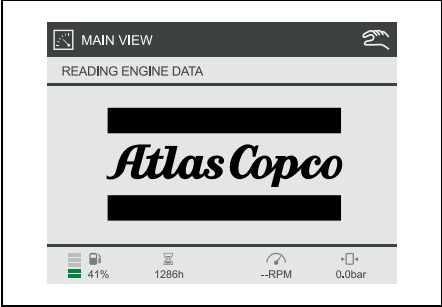 MAIN VIEW
READING ENGINE DATA
Atlas Copco
41% 1286h --RPM 0.0bar